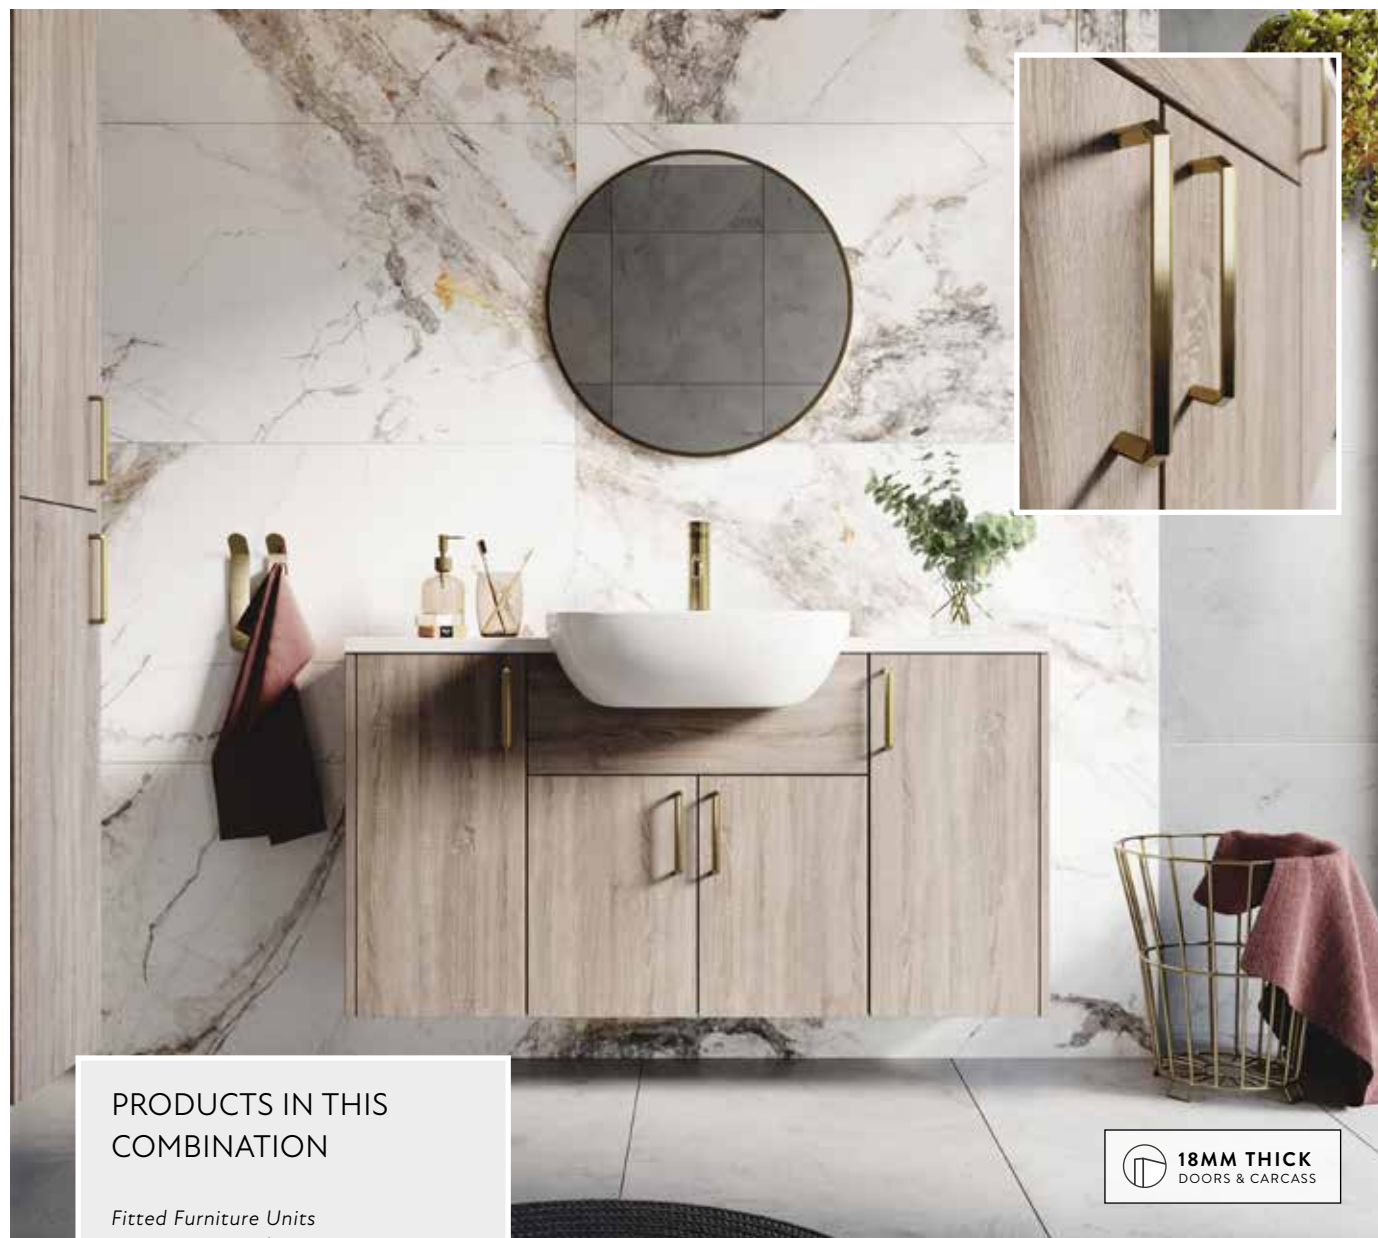 PRODUCTS IN THIS
COMBINATION
Fitted Furniture Units
18MM THICK
DOORS & CARCASS